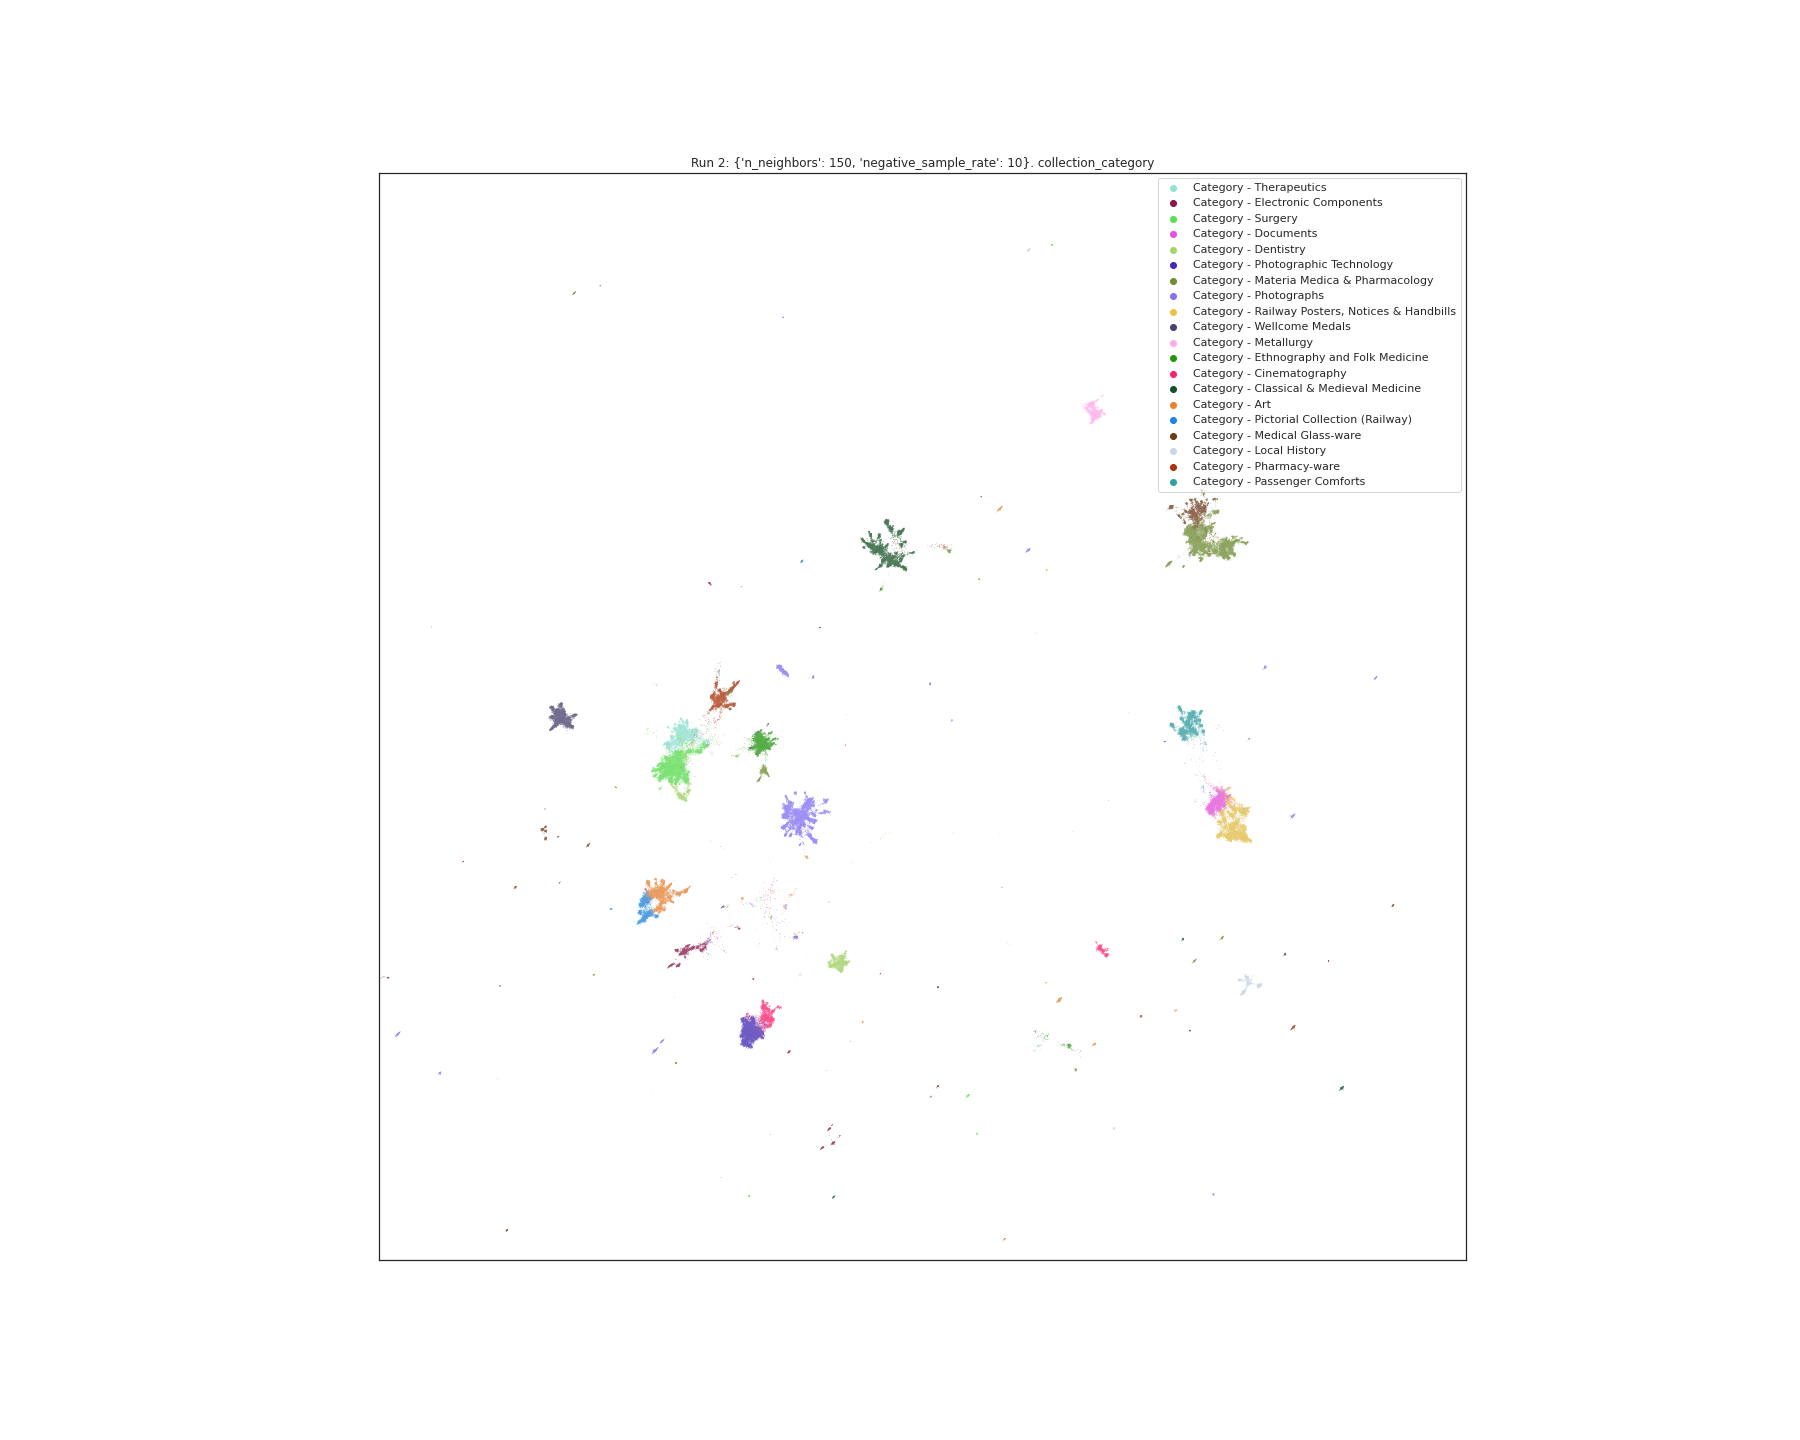 Run 2: {'n_neighbors': 150, 'negative_sample_rate': 10}. collection_category
Category - Therapeutics
Category - Electronic Components
Category - Surgery
Category - Documents
Category - Dentistry
Category - Photographic Technology
Category - Materia Medica & Pharmacology
Category - Photographs
Category - Railway Posters, Notices & Handbills
Category - Wellcome Medals
Category - Metallurgy
Category - Ethnography and Folk Medicine
Category - Cinematography
Category - Classical & Medieval Medicine
Category - Art
Category - Pictorial Collection (Railway)
Category - Medical Glass-ware
Category - Local History
Category - Pharmacy-ware
Category - Passenger Comforts